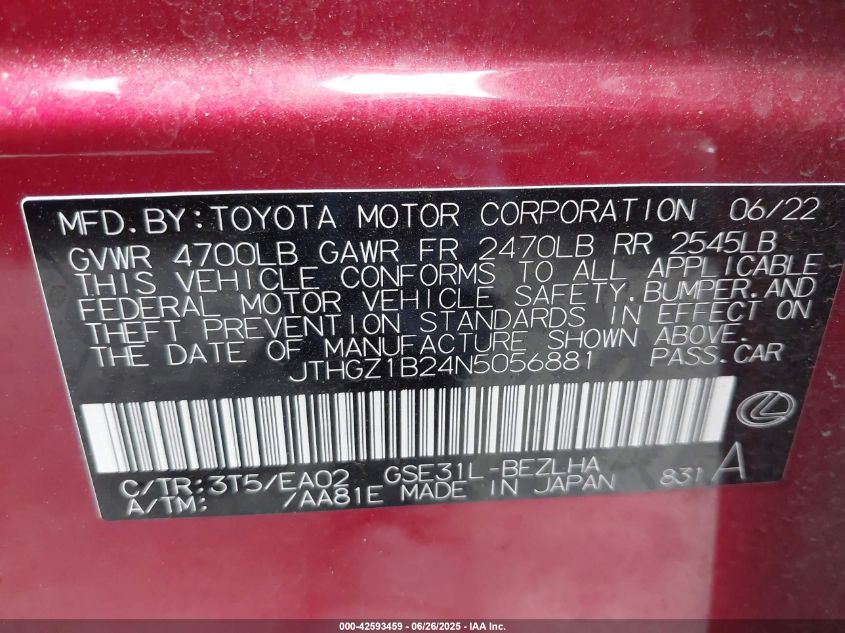 MFD.BY:TOYOTA MOTOR CORPORATION 06/22
GVWR 4700LB GAWR FR 2470LB RR 2545LB
THIS VEHICLE CONFORMS TO ALL APPLICABLE
FEDERAL MOTOR VEHICLE SAFETY.BUMPER.AND
THEFT PREVENTION STANDARDS IN EFFECT ON
THE DATE OF MANUFACTURE SHOWN ABOVE.
JTHGZ1B24N5056881 PASS.CAR
C/TR:3T5/EA02 GSE31L-BEZLHA
A/TM: /AA81E MADE IN JAPAN 831 A
000-42593459 - 06/26/2025 - IAA Inc.